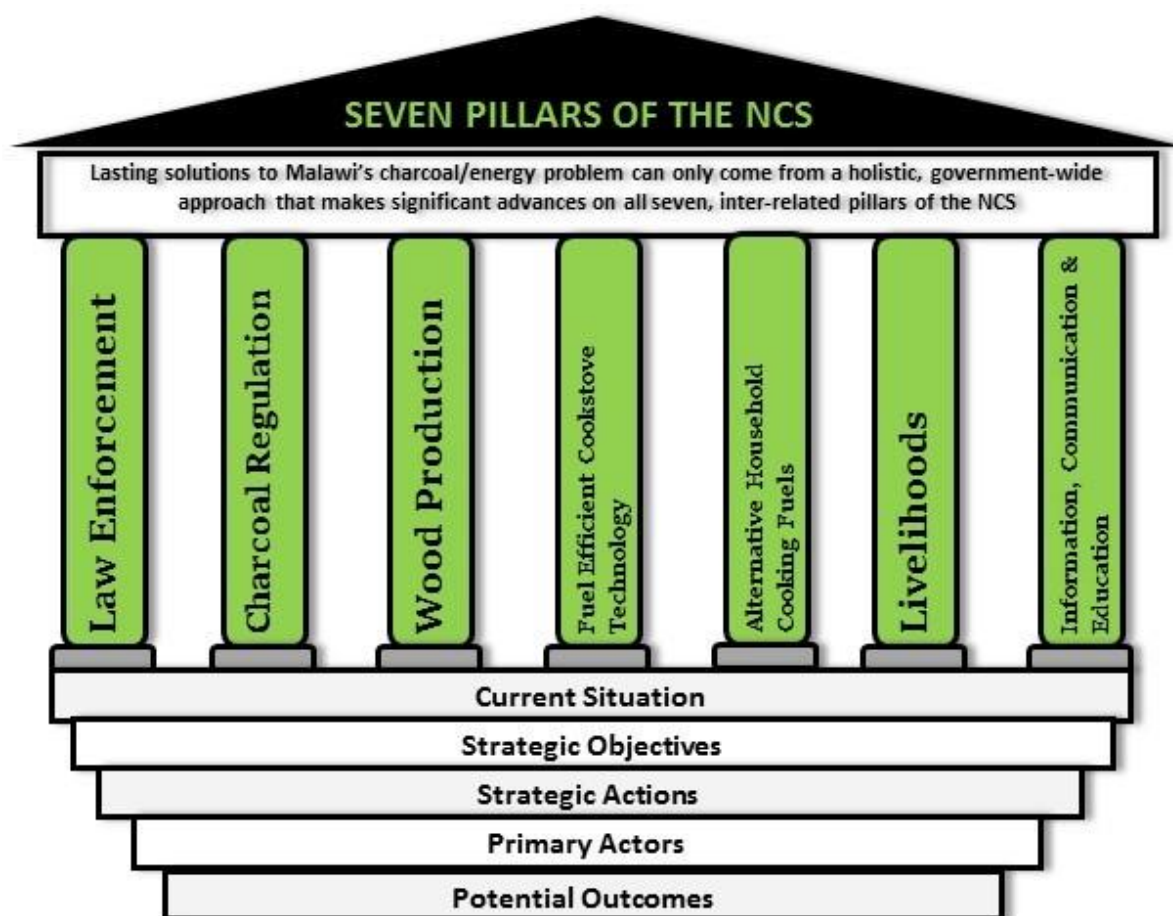 SEVEN PILLARS OF THE NCS
Lasting solutions to Malawi's charcoal/energy problem can only come from a holistic, government-wide
approach that makes significant advances on all seven, inter-related pillars of the NCS
Law Enforcement
Charcoal Regulation
Wood Production
Fuel Efficient Cookstove
Technology
Alternative Household
Cooking Fuels
Livelihoods
Information, Communication &
Education
Current Situation
Strategic Objectives
Strategic Actions
Primary Actors
Potential Outcomes